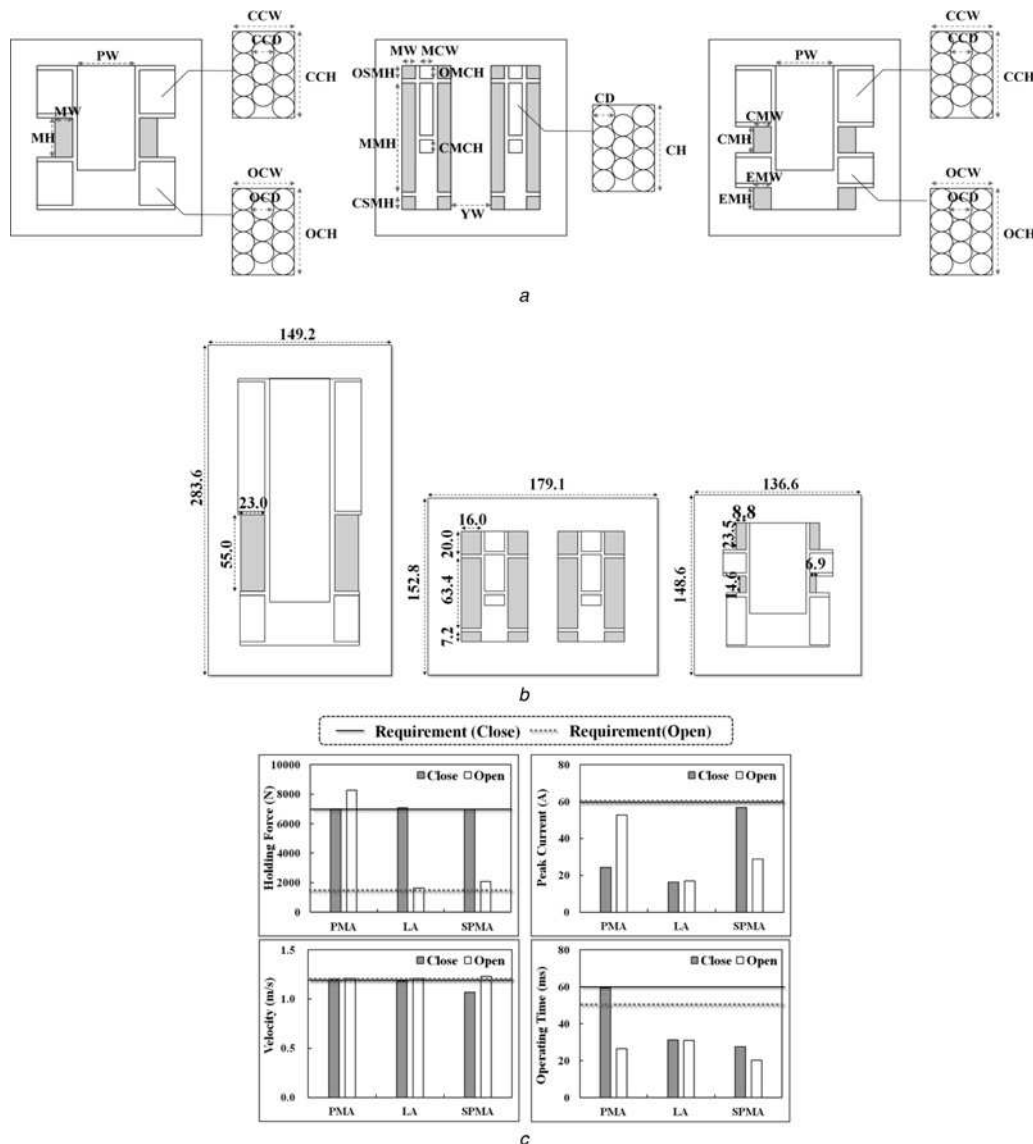 CCW
CCD
CCH
PW
MW
MH
OCW
OCD
OCH
MW MCW
OSMH
OMCH
MMH
CMCH
CSMH
YW
CD
CH
CCW
CCD
CCH
PW
CMW
CMH
EMW
EMH
OCW
OCD
OCH
a
149.2
283.6
23.0
55.0
179.1
152.8
16.0
20.0
63.4
7.2
136.6
148.6
8.8
23.5
6.9
14.6
b
Requirement (Close)
Requirement(Open)
Holding Force (N)
10000
8000
6000
4000
2000
0
Close
Open
PMA
LA
SPMA
Peak Current (A)
80
60
40
20
0
Close
Open
PMA
LA
SPMA
Velocity (m/s)
1.5
1.0
0.5
0.0
Close
Open
PMA
LA
SPMA
Operating Time (ms)
80
60
40
20
0
Close
Open
PMA
LA
SPMA
c